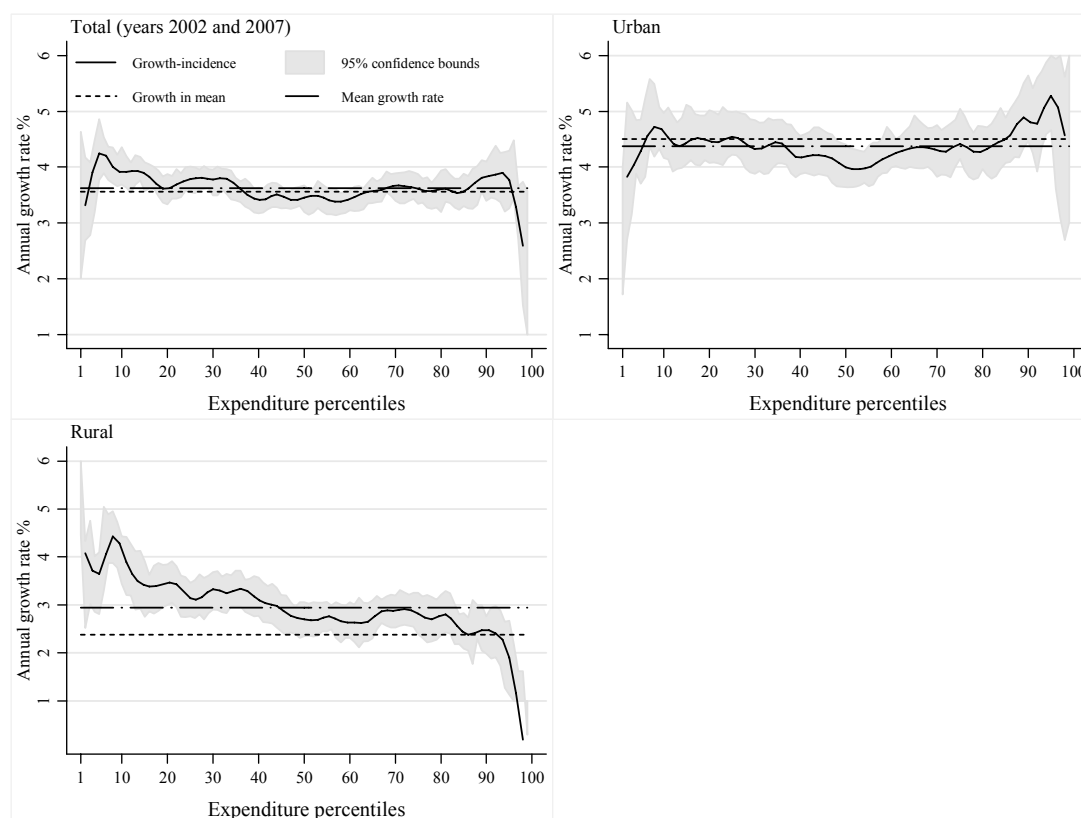 Total (years 2002 and 2007)
Growth-incidence
95% confidence bounds
Growth in mean
Mean growth rate
Annual growth rate %
6
5
4
3
2
1
1 10 20 30 40 50 60 70 80 90 100
Expenditure percentiles
Urban
Annual growth rate %
6
5
4
3
2
1
1 10 20 30 40 50 60 70 80 90 100
Expenditure percentiles
Rural
Annual growth rate %
6
5
4
3
2
1
1 10 20 30 40 50 60 70 80 90 100
Expenditure percentiles